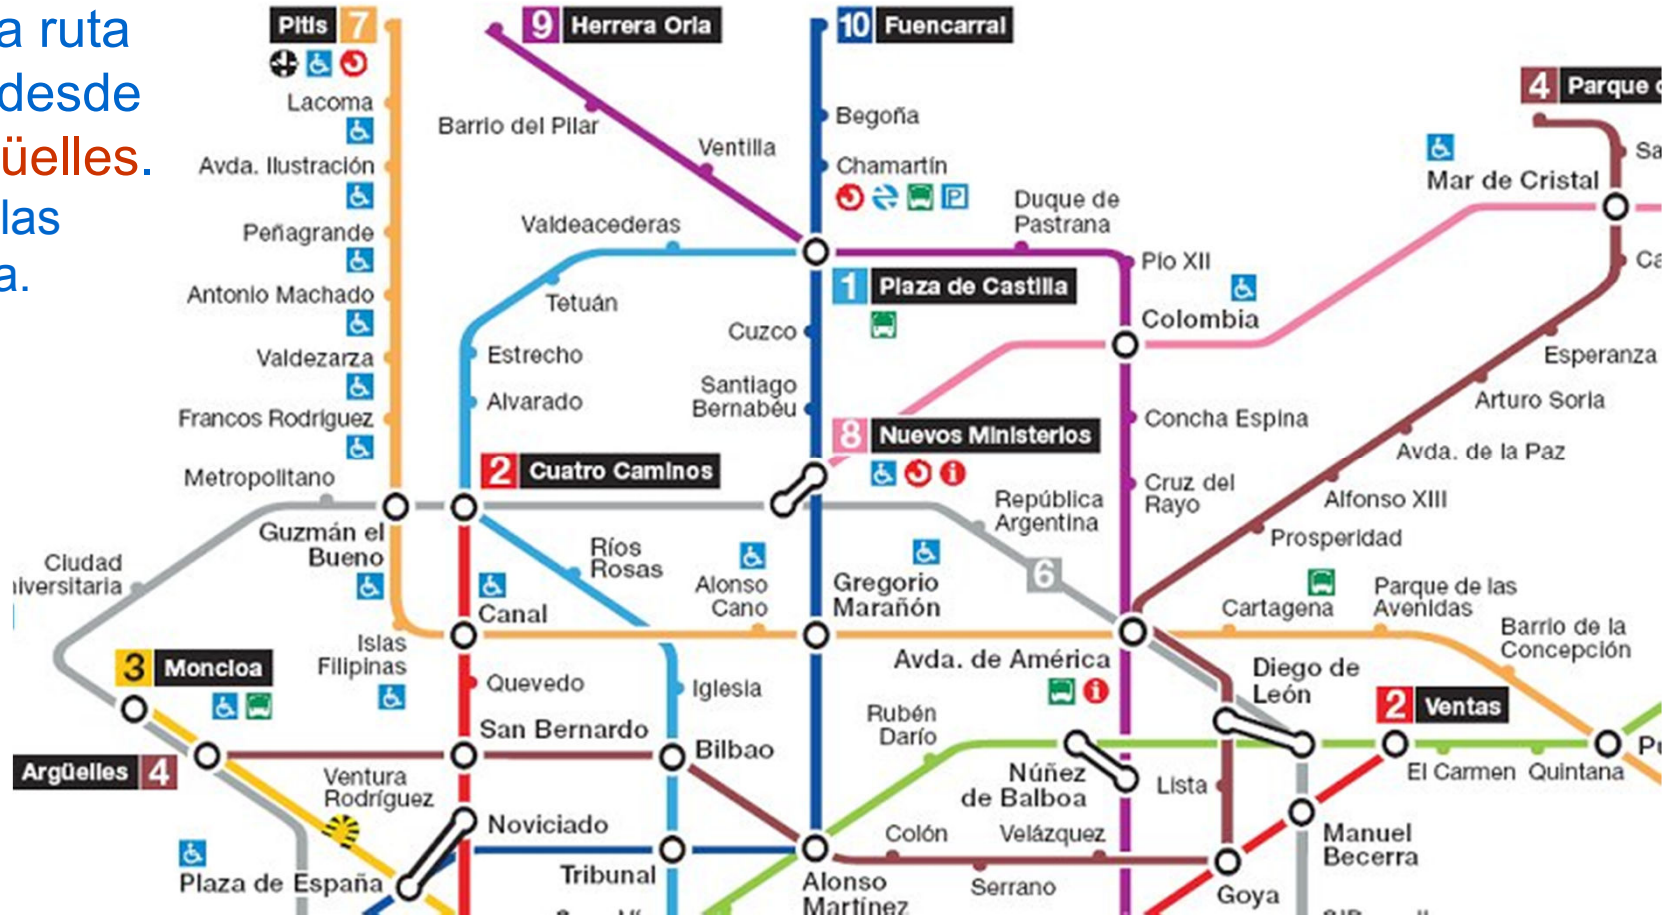 a ruta
desde
üelles.
las
a.
Pitis 7
9 Herrera Oria
10 Fuencarral
4 Parque
Lacoma
Barrio del Pilar
Ventilla
Begoña
Chamartín
P
Avda. Ilustración
Mar de Cristal
Peñagrande
Valdeacederas
Duque de
Pastrana
Pío XII
Antonio Machado
Tetuán
1 Plaza de Castilla
Colombia
Valdezarza
Estrecho
Cuzco
Esperanza
Francos Rodríguez
Alvarado
Santiago
Bernabéu
Concha Espina
Arturo Soria
8 Nuevos Ministerios
Avda. de la Paz
Metropolitano
2 Cuatro Caminos
i
República
Argentina
Cruz del
Rayo
Alfonso XIII
Guzmán el
Bueno
Prosperidad
Ciudad
iversitaria
Ríos
Rosas
6
Alonso
Cano
Gregorio
Marañón
Canal
Cartagena
Parque de las
Avenidas
Islas
Filipinas
Barrio de la
Concepción
3 Moncloa
Avda. de América
i
Diego de
León
Quevedo
Iglesia
2 Ventas
San Bernardo
Bilbao
Rubén
Darío
Argüelles 4
Ventura
Rodríguez
Núñez
de Balboa
Lista
El Carmen
Quintana
Noviciado
Colón
Velázquez
Manuel
Becerra
Plaza de España
Tribunal
Alonso
Martínez
Serrano
Goya